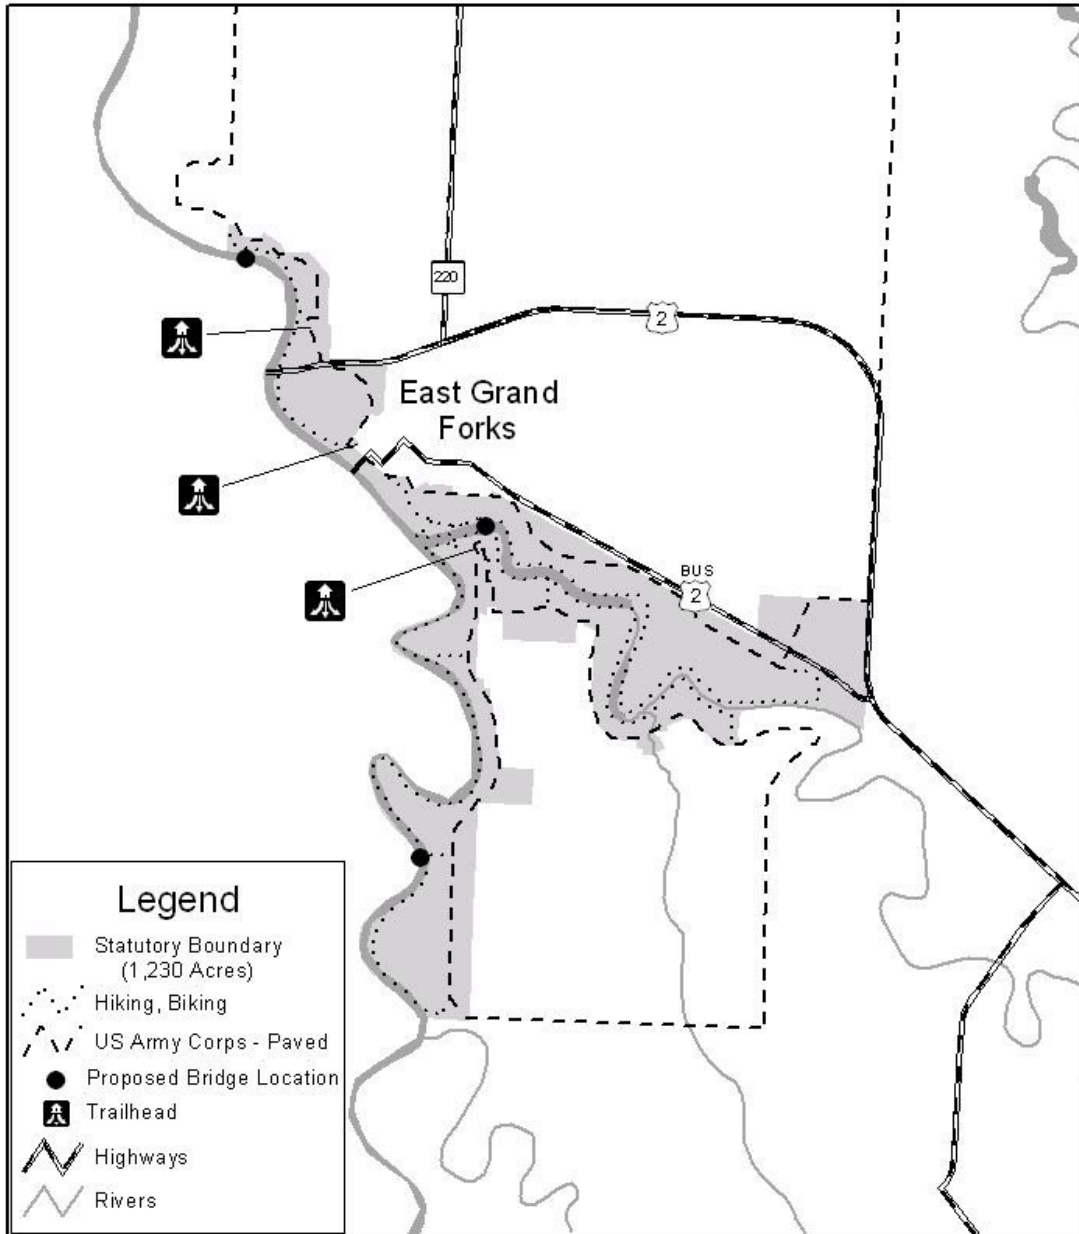 220
2
East Grand
Forks
BUS
2
Legend
Statutory Boundary
(1,230 Acres)
Hiking, Biking
US Army Corps - Paved
Proposed Bridge Location
Trailhead
Highways
Rivers